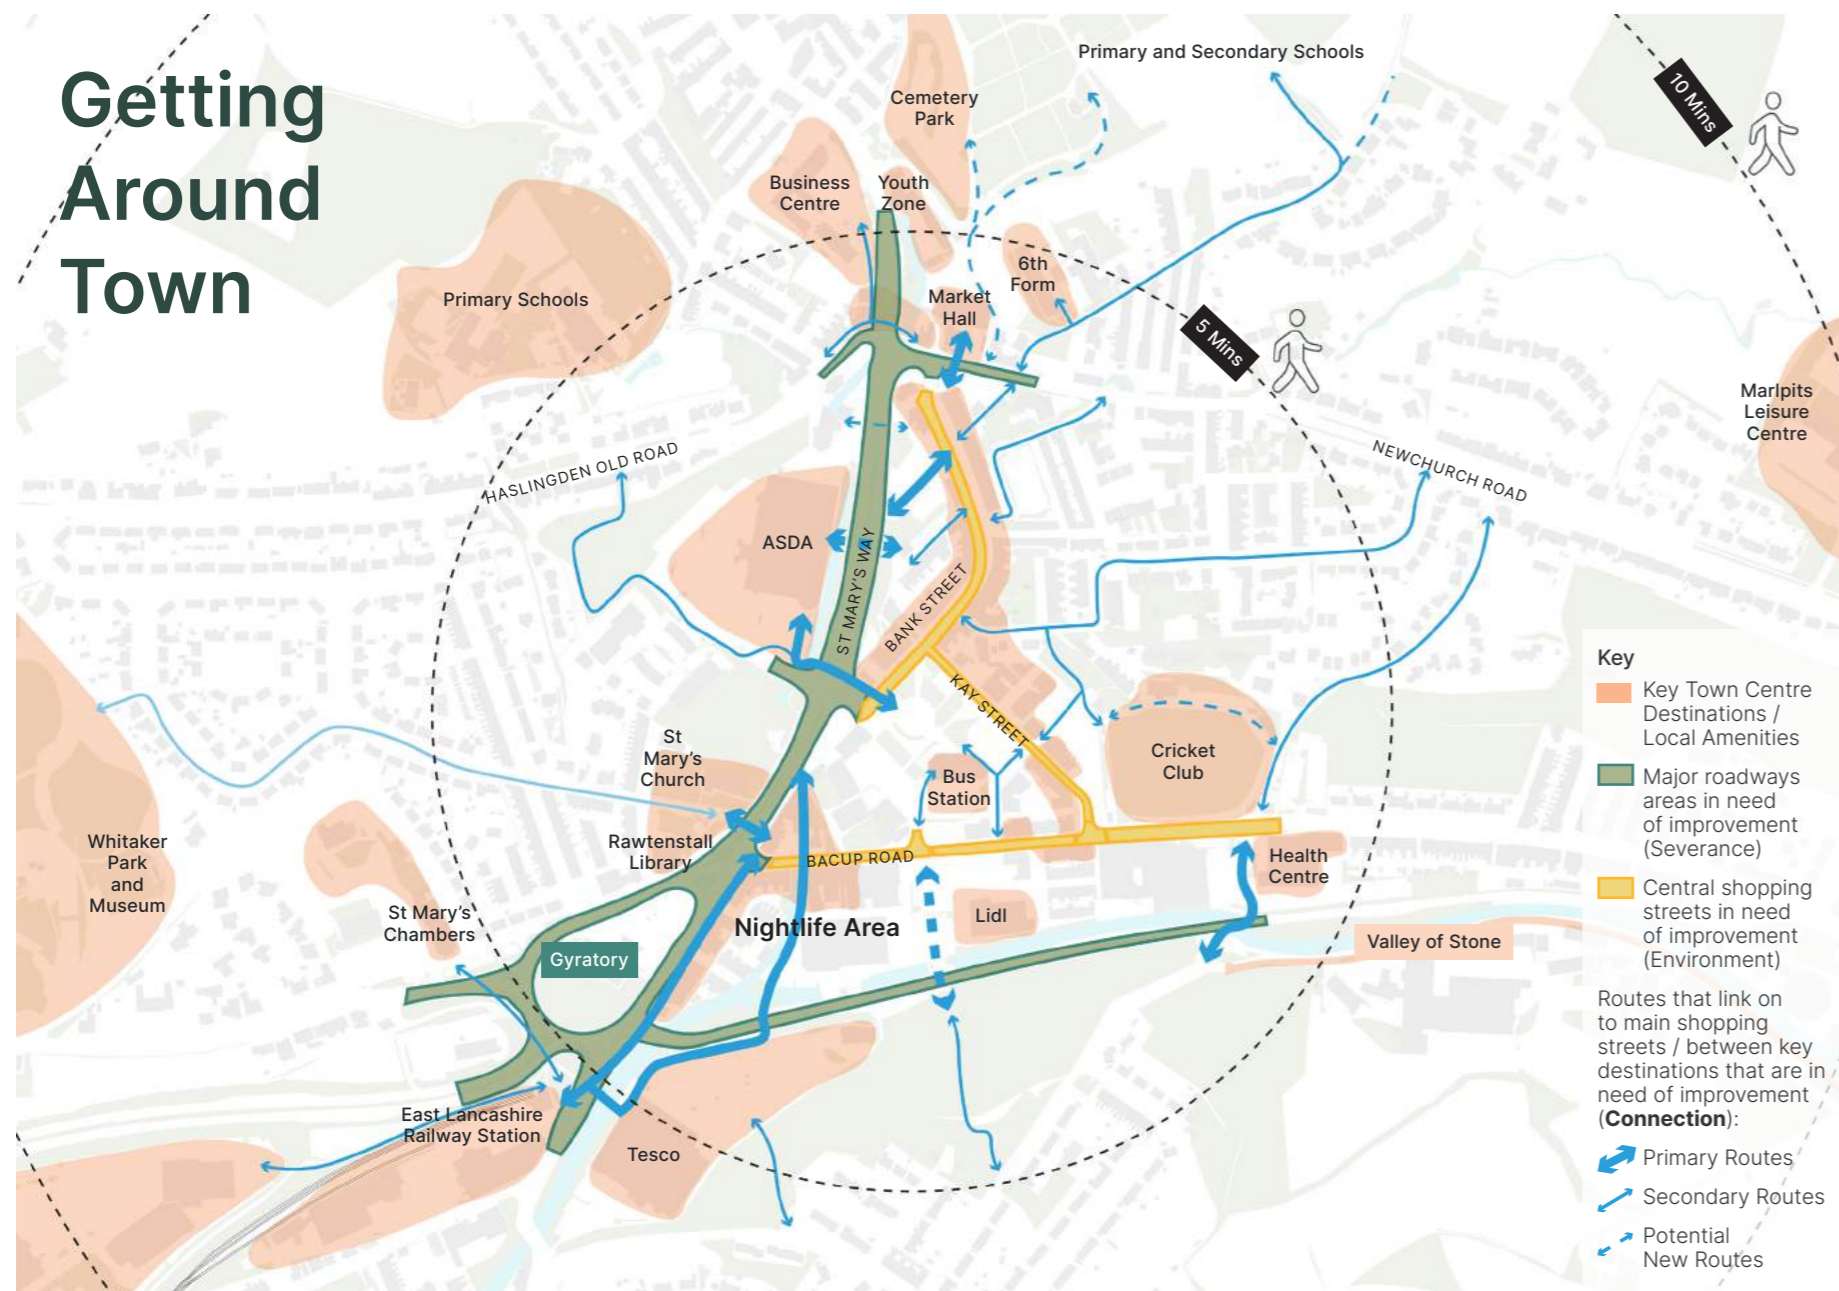 Getting
Around
Town
Primary and Secondary Schools
10 Mins
Cemetery
Park
Business
Centre
Youth
Zone
6th
Form
Primary Schools
Market
Hall
5 Mins
Marlpits
Leisure
Centre
HASLINGDEN OLD ROAD
NEWCHURCH ROAD
ASDA
ST MARY'S WAY
BANK STREET
KAY STREET
St
Mary's
Church
Cricket
Club
Bus
Station
Rawtenstall
Library
BACUP ROAD
Whitaker
Park
and
Museum
Health
Centre
St Mary's
Chambers
Lidl
Nightlife Area
Valley of Stone
Gyratory
East Lancashire
Railway Station
Tesco
Key
Key Town Centre
Destinations /
Local Amenities
Major roadways
areas in need
of improvement
(Severance)
Central shopping
streets in need
of improvement
(Environment)
Routes that link on
to main shopping
streets / between key
destinations that are in
need of improvement
(Connection):
Primary Routes
Secondary Routes
Potential
New Routes